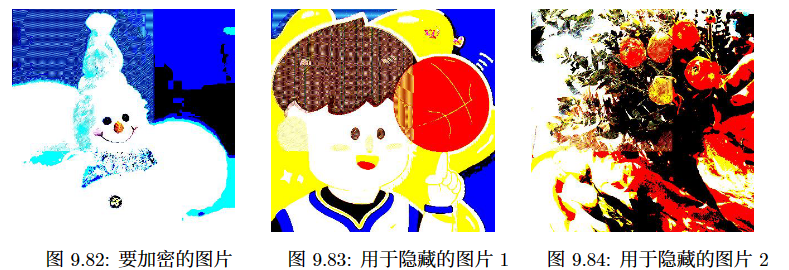 图 9.82: 要加密的图片
图 9.83: 用于隐藏的图片 1
图 9.84: 用于隐藏的图片 2